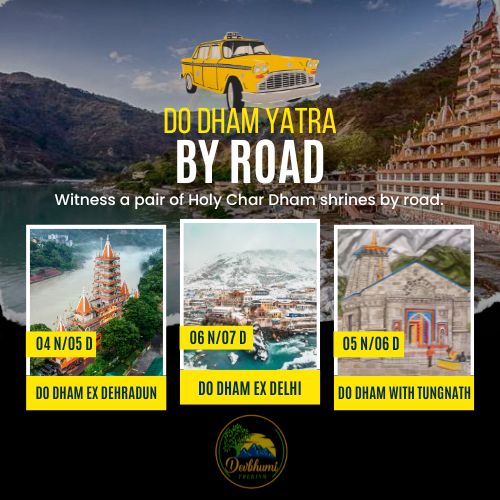 DO DHAM YATRA
BY ROAD
Witness a pair of Holy Char Dham shrines by road.
04 N/05 D
DO DHAM EX DEHRADUN
06 N/07 D
DO DHAM EX DELHI
05 N/06 D
DO DHAM WITH TUNGNATH
Devbhumi
TOURISM